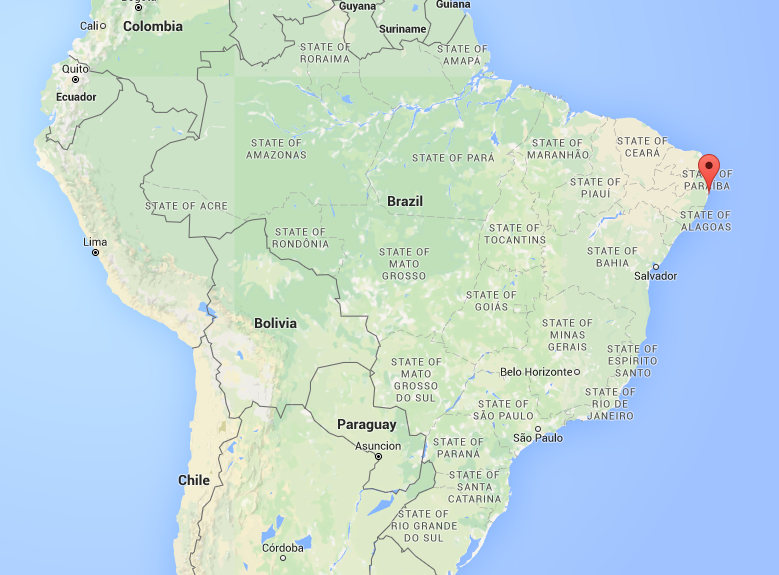 Guyana
Guiana
Cali
Colombia
Suriname
STATE OF
RORAIMA
STATE OF
AMAPÁ
Quito
Ecuador
STATE OF
AMAZONAS
STATE OF PARÁ
STATE OF
MARANHÃO
STATE OF
CEARÁ
STATE OF
PARAÍBA
STATE OF
PIAUÍ
STATE OF ACRE
Brazil
STATE OF
ALAGOAS
Lima
STATE OF
RONDÔNIA
STATE OF
TOCANTINS
STATE OF
MATO
GROSSO
STATE OF
BAHIA
Salvador
STATE OF
GOIÁS
Bolivia
STATE OF
MINAS
GERAIS
STATE OF
ESPÍRITO
SANTO
STATE OF
MATO
GROSSO
DO SUL
Belo Horizonte
STATE OF
RIO DE
JANEIRO
STATE OF
SÃO PAULO
São Paulo
Paraguay
Asuncion
STATE OF
PARANÁ
Chile
STATE OF
SANTA
CATARINA
STATE OF
RIO GRANDE
DO SUL
Córdoba